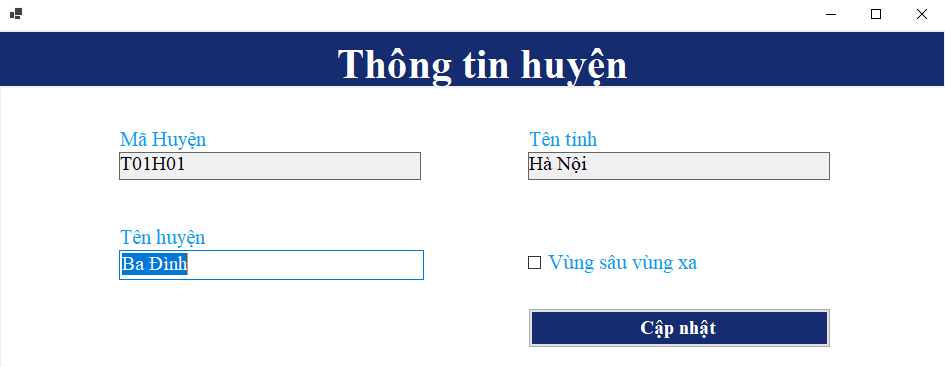 Thông tin huyện
Mã Huyện
Tên tỉnh
T01H01
Hà Nội
Tên huyện
Ba Đình
Vùng sâu vùng xa
Cập nhật